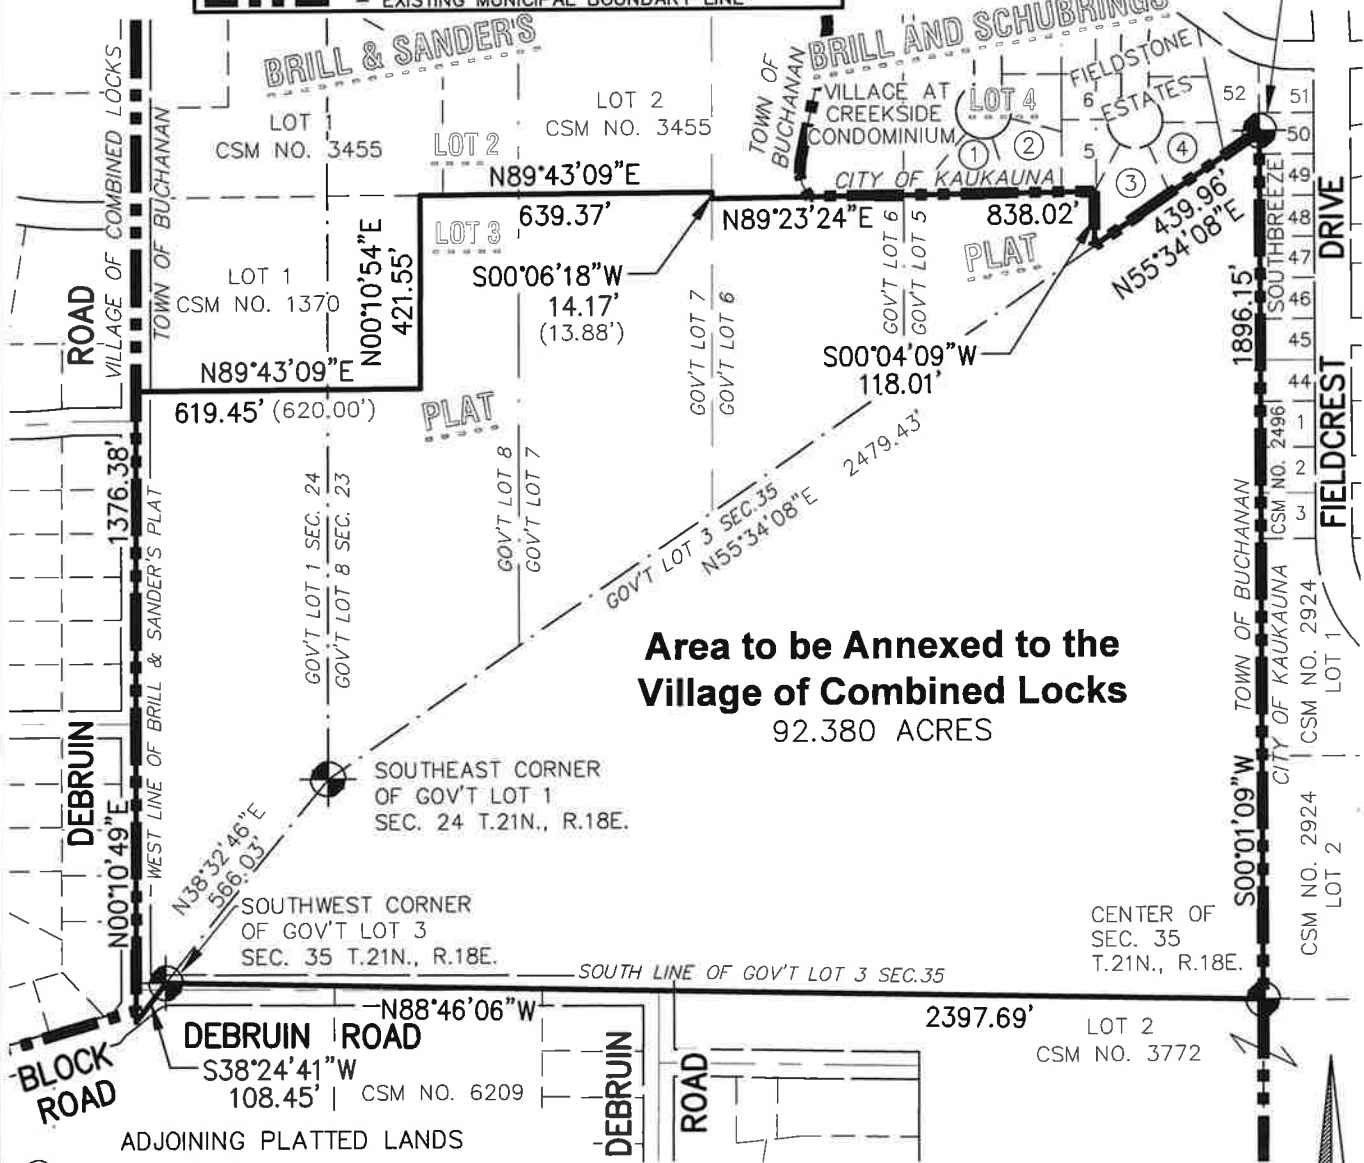 = EXISTING MUNICIPAL BOUNDARY LINE
BRILL & SANDER'S
BRILL AND SCHUBRINGS
VILLAGE OF COMBINED LOCKS
TOWN OF BUCHANAN
LOT 1
CSM NO. 3455
LOT 2
LOT 2
CSM NO. 3455
TOWN OF
BUCHANAN
VILLAGE AT
CREEKSIDE
CONDOMINIUM
LOT 4
FIELDSTONE
ESTATES
6
5
1
2
3
4
52
51
50
49
48
47
46
45
44
1
2
3
SOUTHBREEZE
CSM NO. 2496
FIELDCREST DRIVE
CITY OF KAUKAUNA
N89°43'09"E
639.37'
N89°23'24"E
838.02'
439.96'
N55°34'08"E
LOT 3
PLAT
N00°10'54"E
421.55'
S00°06'18"W
14.17'
(13.88')
LOT 1
CSM NO. 1370
ROAD
N89°43'09"E
619.45' (620.00')
PLAT
GOV'T LOT 7
GOV'T LOT 6
GOV'T LOT 6
GOV'T LOT 5
S00°04'09"W
118.01'
1896.15'
1376.38'
WEST LINE OF BRILL & SANDER'S PLAT
GOV'T LOT 1 SEC. 24
GOV'T LOT 8 SEC. 23
GOV'T LOT 8
GOV'T LOT 7
GOV'T LOT 3 SEC.35
N55°34'08"E 2479.43'
TOWN OF BUCHANAN
CITY OF KAUKAUNA
CSM NO. 2924
LOT 1
Area to be Annexed to the
Village of Combined Locks
92.380 ACRES
DEBRUIN
N00°10'49"E
SOUTHEAST CORNER
OF GOV'T LOT 1
SEC. 24 T.21N., R.18E.
N38°32'46"E
566.03'
S00°01'09"W
CSM NO. 2924
LOT 2
SOUTHWEST CORNER
OF GOV'T LOT 3
SEC. 35 T.21N., R.18E.
CENTER OF
SEC. 35
T.21N., R.18E.
SOUTH LINE OF GOV'T LOT 3 SEC.35
N88°46'06"W
2397.69'
DEBRUIN ROAD
BLOCK
ROAD
S38°24'41"W
108.45'
CSM NO. 6209
DEBRUIN
ROAD
LOT 2
CSM NO. 3772
ADJOINING PLATTED LANDS